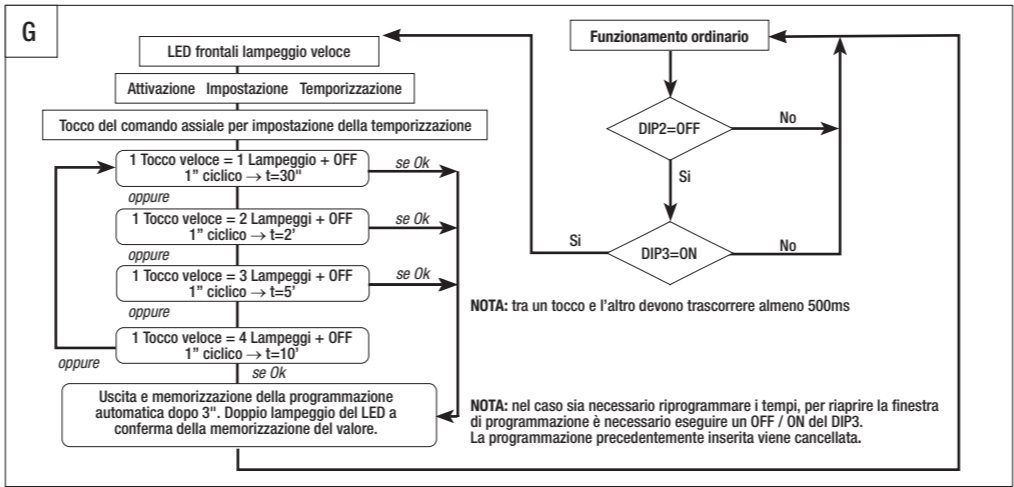 G
LED frontali lampeggio veloce
Attivazione Impostazione Temporizzazione
Tocco del comando assiale per impostazione della temporizzazione
1 Tocco veloce = 1 Lampeggio + OFF
1” ciclico → t=30"
se Ok
oppure
1 Tocco veloce = 2 Lampeggi + OFF
1” ciclico → t=2’
se Ok
oppure
1 Tocco veloce = 3 Lampeggi + OFF
1” ciclico → t=5’
se Ok
oppure
1 Tocco veloce = 4 Lampeggi + OFF
1” ciclico → t=10’
oppure
se Ok
Uscita e memorizzazione della programmazione
automatica dopo 3". Doppio lampeggio del LED a
conferma della memorizzazione del valore.
Funzionamento ordinario
DIP2=OFF
No
Si
DIP3=ON
Si
No
NOTA: tra un tocco e l’altro devono trascorrere almeno 500ms
NOTA: nel caso sia necessario riprogrammare i tempi, per riaprire la finestra
di programmazione è necessario eseguire un OFF / ON del DIP3.
La programmazione precedentemente inserita viene cancellata.